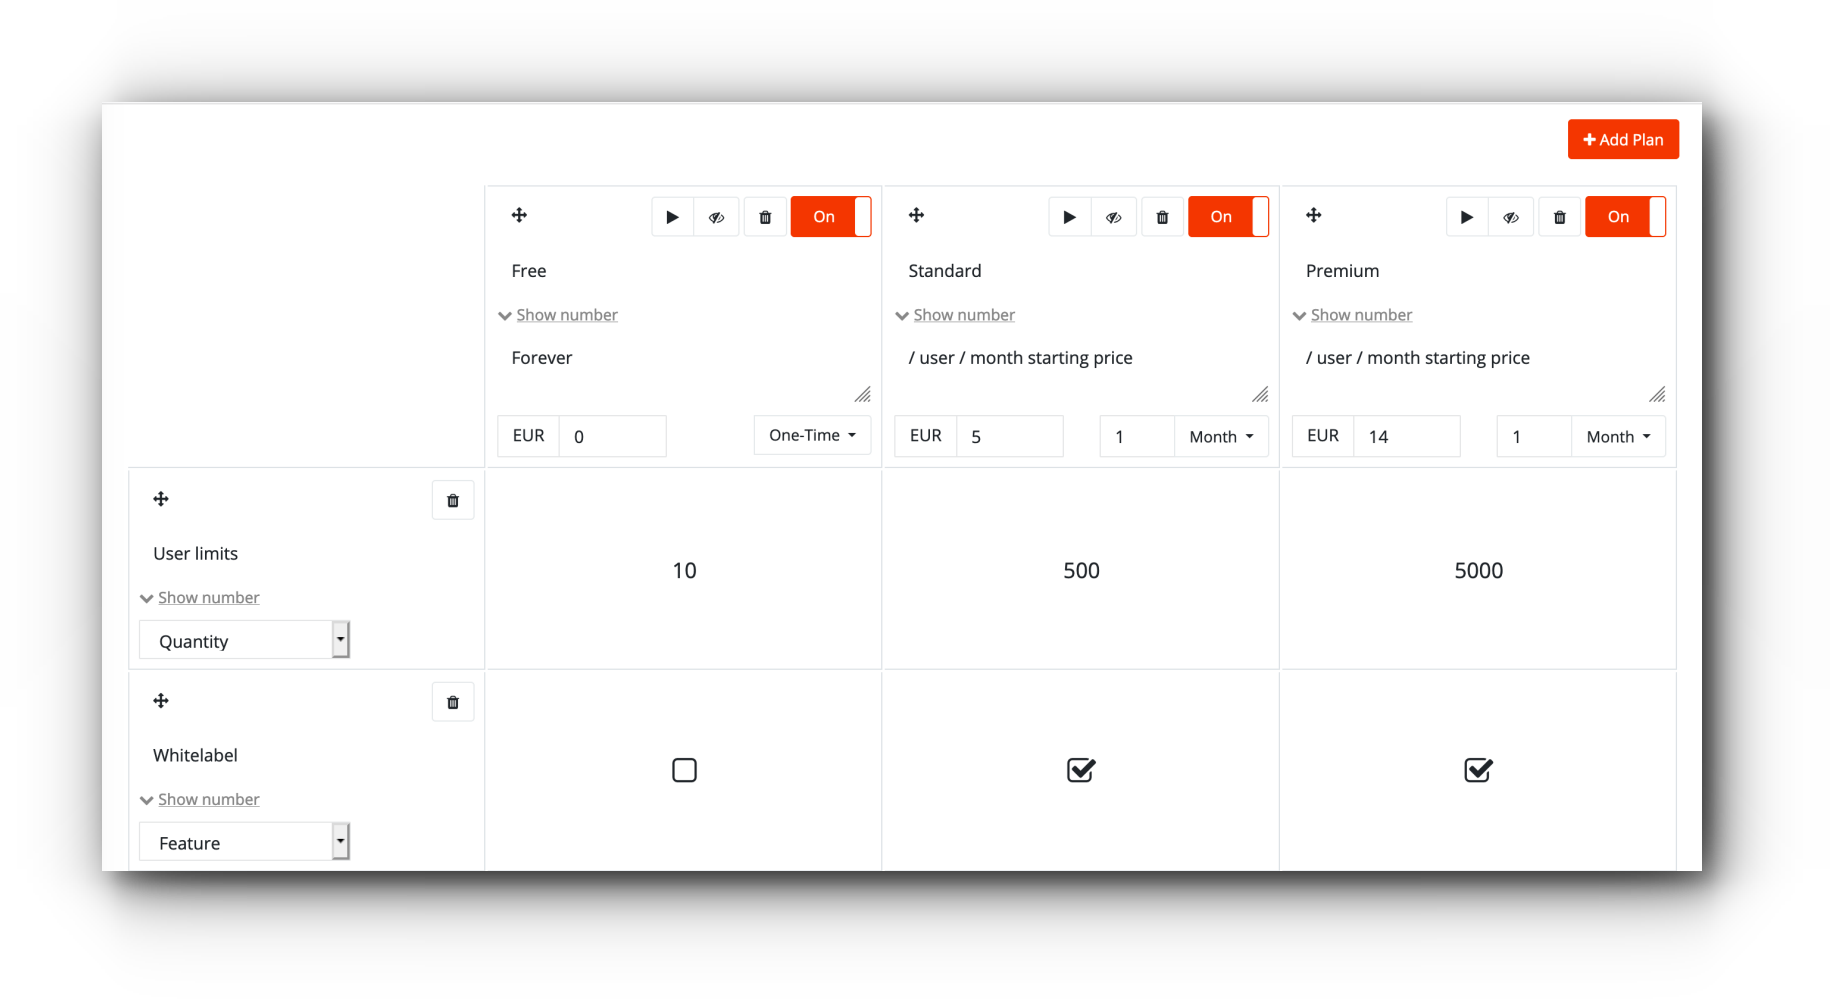 Add Plan
On
On
On
Free
Standard
Premium
Show number
Show number
Show number
Forever
/ user / month starting price
/ user / month starting price
EUR 0 One-Time
EUR 5 1 Month
EUR 14 1 Month
User limits
Show number
Quantity
10
500
5000
Whitelabel
Show number
Feature